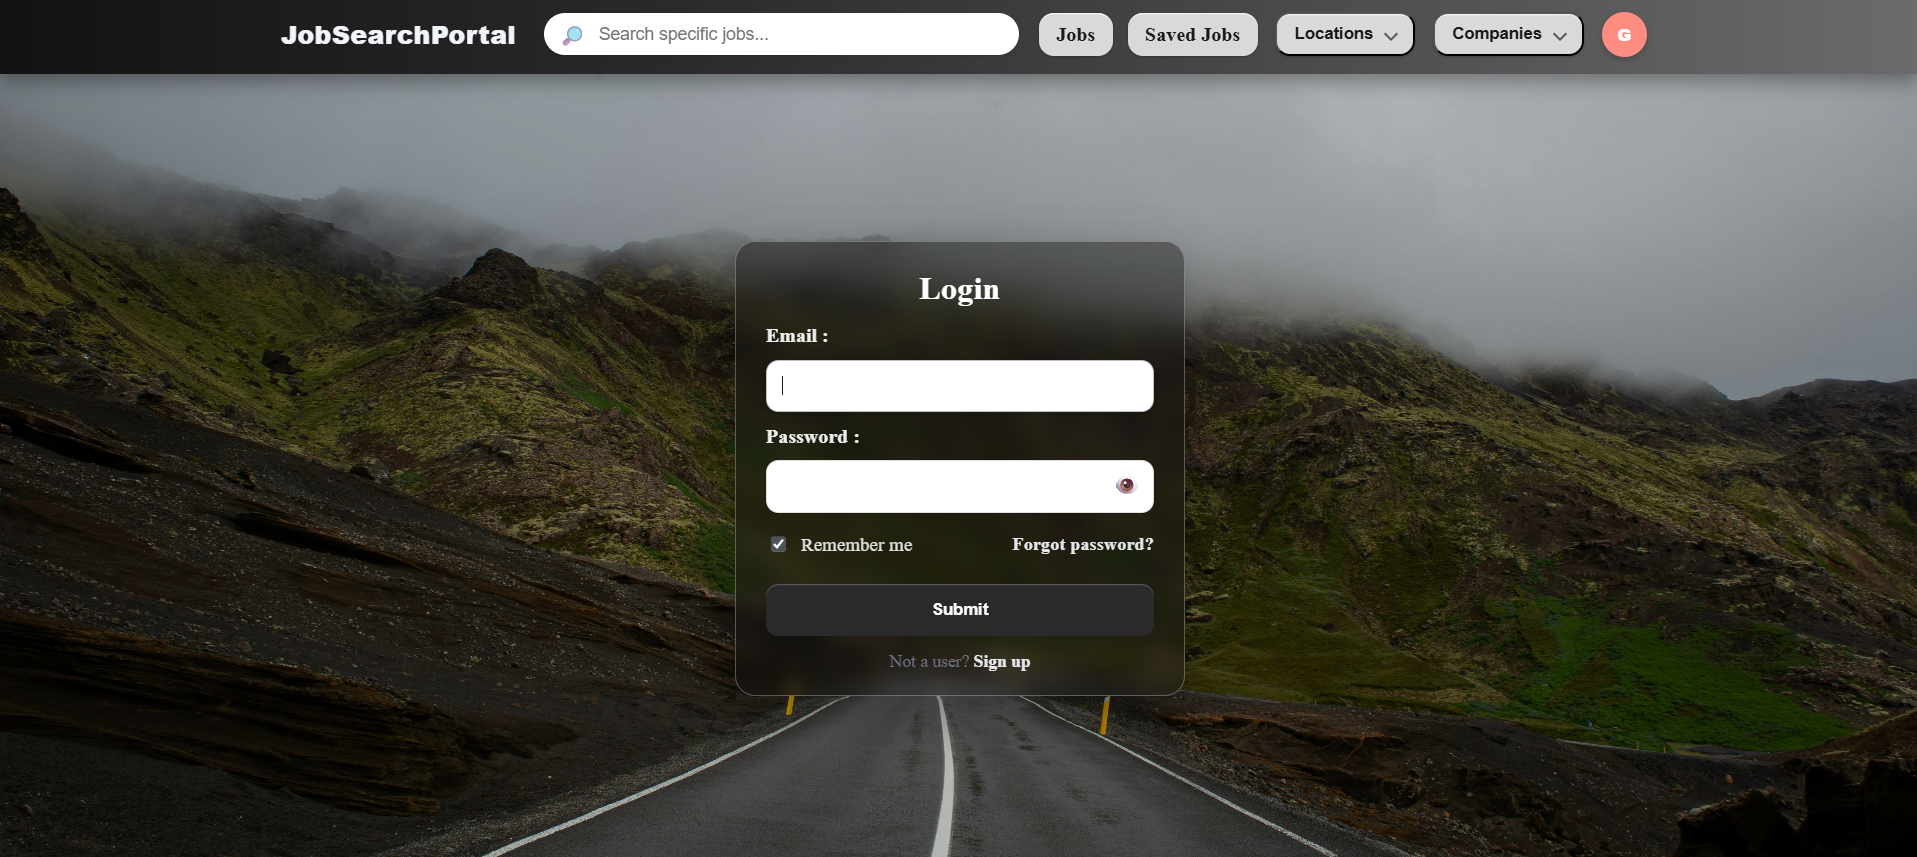 JobSearchPortal
Search specific jobs...
Jobs
Saved Jobs
Locations
Companies
G
Login
Email :
Password :
Remember me
Forgot password?
Submit
Not a user? Sign up